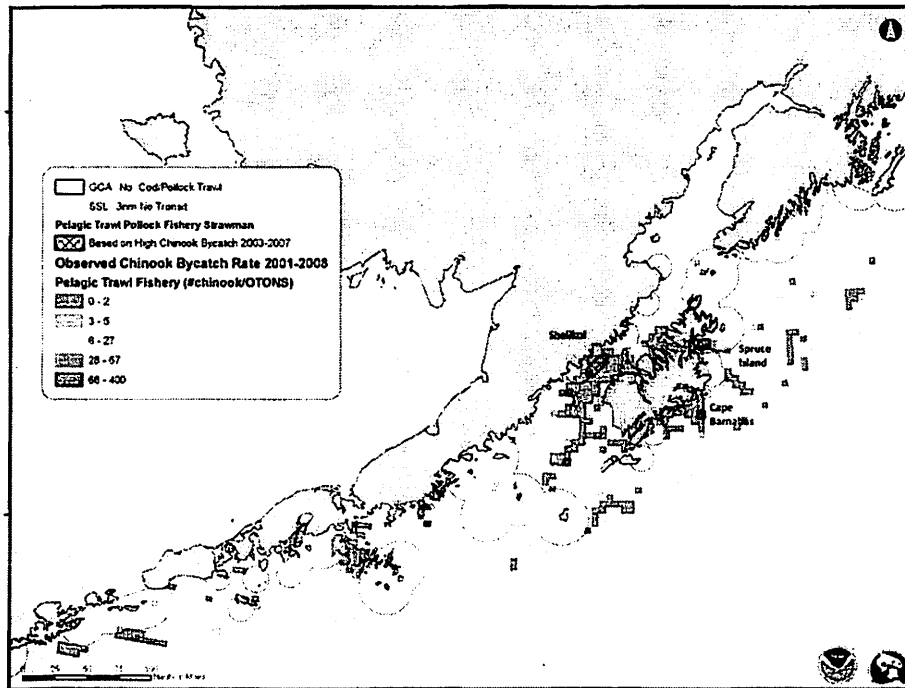 GOA No Cod/Pollock Trawl
SSL 3nm No Transit
Pelagic Trawl Pollock Fishery Strawman
Based on High Chinook Bycatch 2003-2007
Observed Chinook Bycatch Rate 2001-2008
Pelagic Trawl Fishery (#chinook/OTONS)
0 - 2
3 - 5
6 - 27
28 - 67
68 - 400
Shelikof
Spruce
Island
Cape
Barnabas